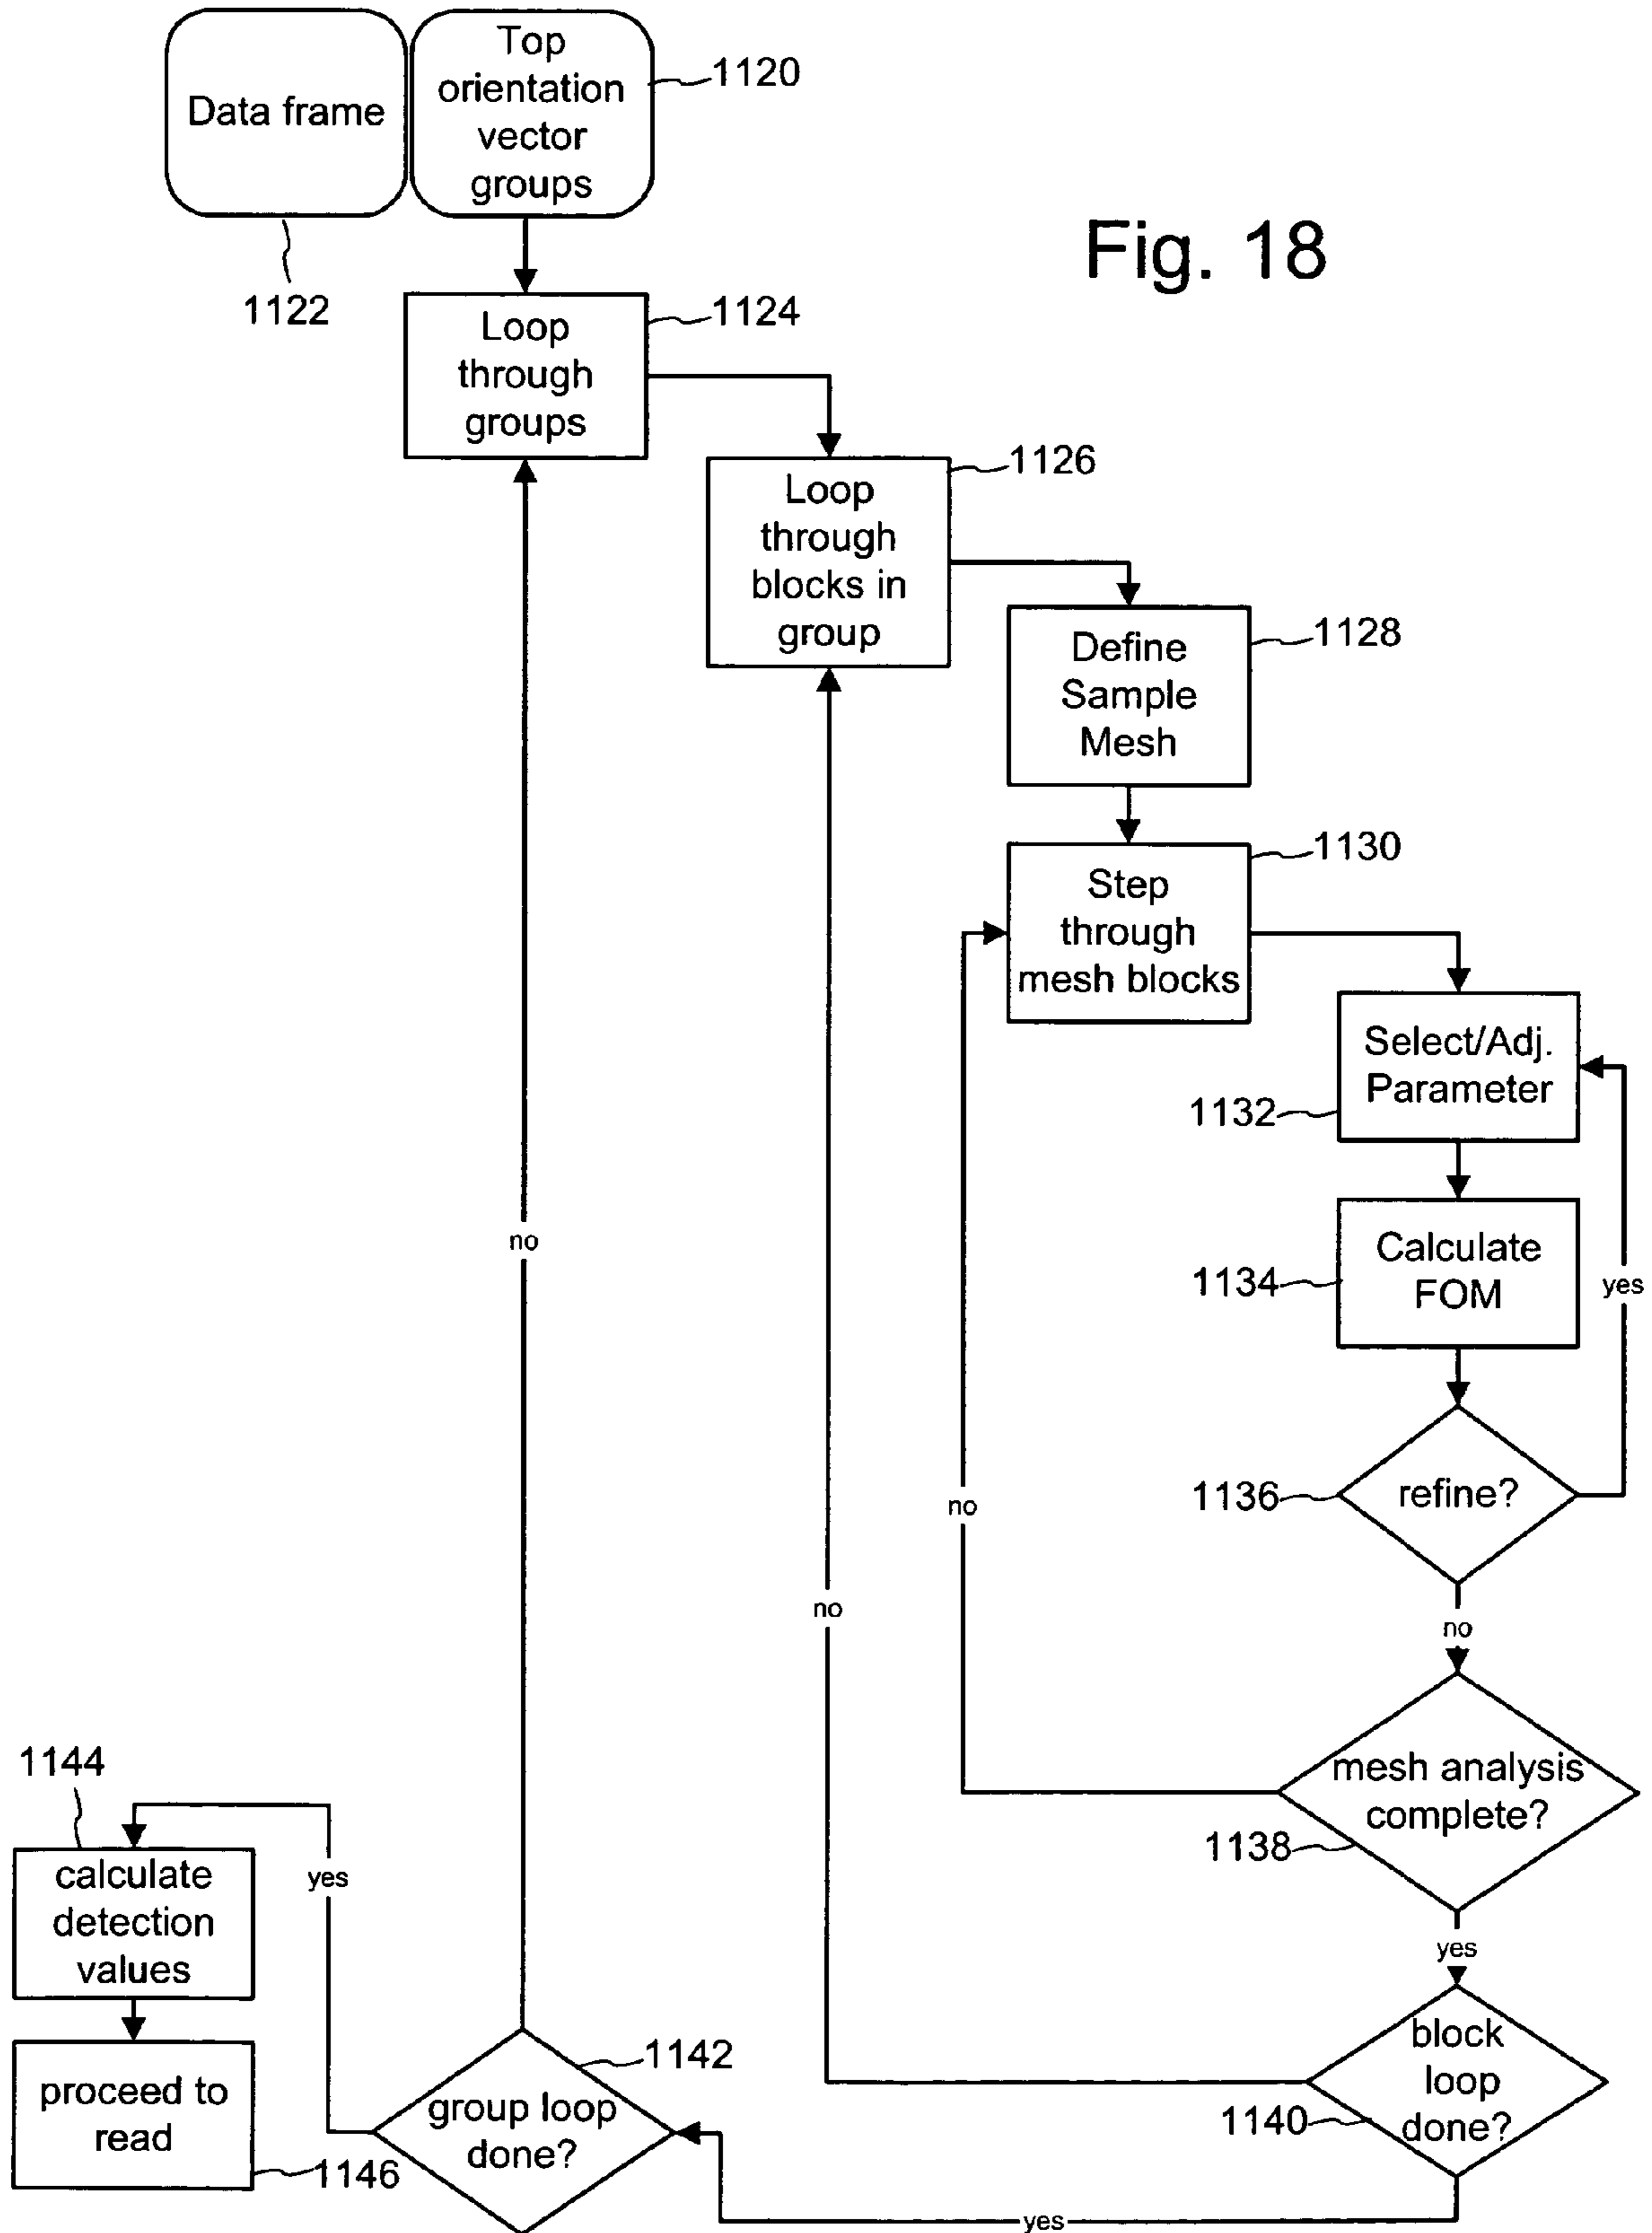 Data frame
Top
orientation
vector
groups
1120
1122
Fig. 18
Loop
through
groups
1124
Loop
through
blocks in
group
1126
Define
Sample
Mesh
1128
Step
through
mesh blocks
1130
Select/Adj.
Parameter
1132
Calculate
FOM
1134
yes
no
refine?
1136
no
no
no
mesh analysis
complete?
1138
yes
block
loop
done?
1140
yes
group loop
done?
1142
yes
1144
calculate
detection
values
proceed to
read
1146